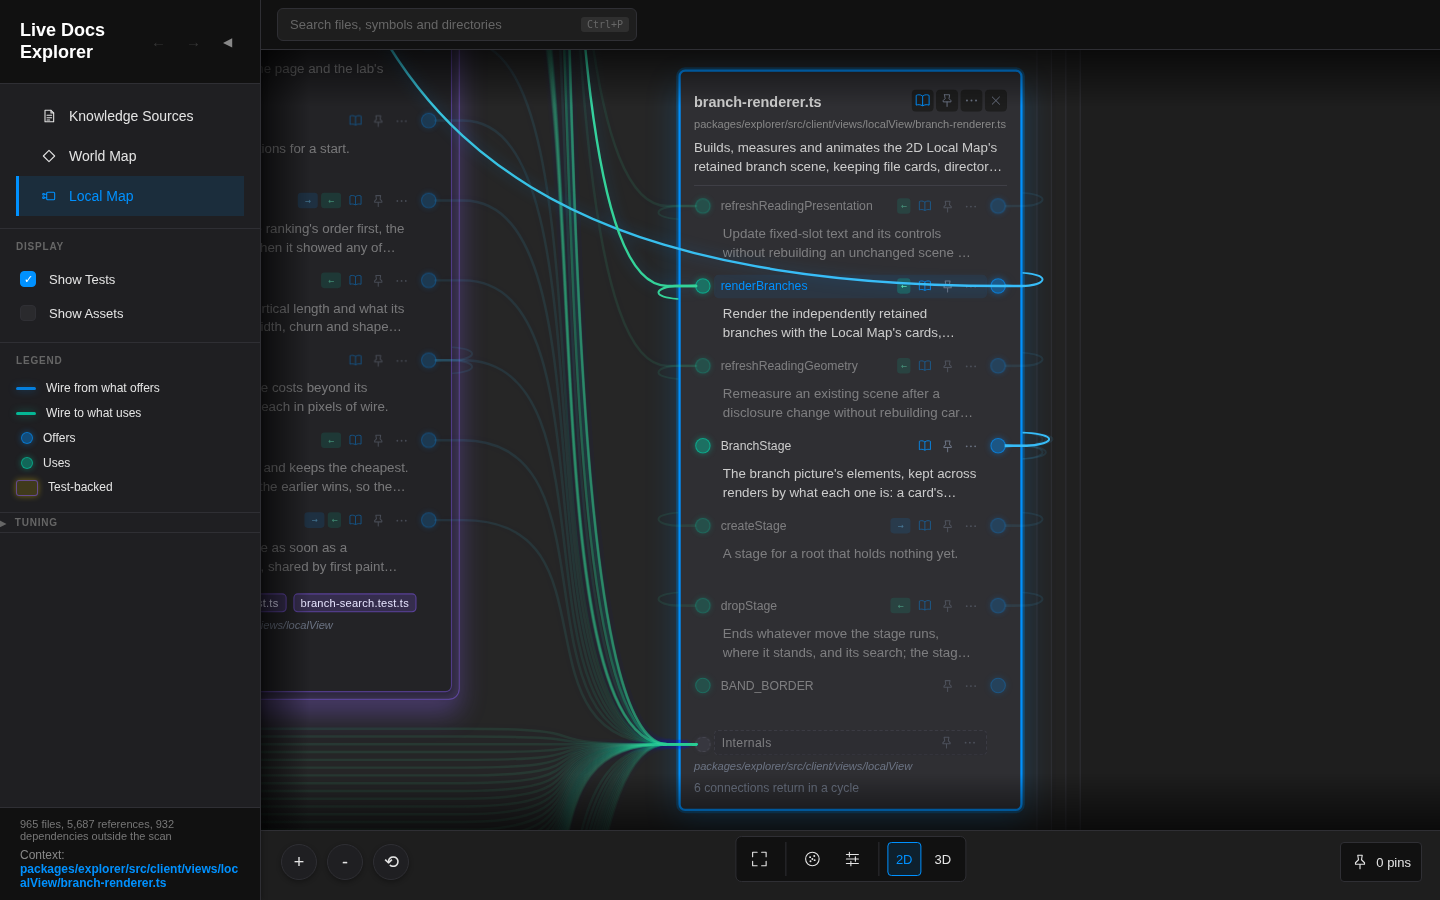 Live Docs
Explorer
Search files, symbols and directories
Ctrl+P
Knowledge Sources
World Map
Local Map
DISPLAY
Show Tests
Show Assets
LEGEND
Wire from what offers
Wire to what uses
Offers
Uses
Test-backed
TUNING
965 files, 5,687 references, 932
dependencies outside the scan
Context:
packages/explorer/src/client/views/loc
alView/branch-renderer.ts
page and the lab's
for a start.
ranking's order first, the
it showed any of…
length and what its
churn and shape…
costs beyond its
each in pixels of wire.
and keeps the cheapest.
the earlier wins, so the…
as soon as a
, shared by first paint…
branch-search.test.ts
branch-renderer.ts
packages/explorer/src/client/views/localView/branch-renderer.ts
Builds, measures and animates the 2D Local Map's
retained branch scene, keeping file cards, director…
refreshReadingPresentation
Update fixed-slot text and its controls
without rebuilding an unchanged scene …
renderBranches
Render the independently retained
branches with the Local Map's cards,…
refreshReadingGeometry
Remeasure an existing scene after a
disclosure change without rebuilding car…
BranchStage
The branch picture's elements, kept across
renders by what each one is: a card's…
createStage
A stage for a root that holds nothing yet.
dropStage
Ends whatever move the stage runs,
where it stands, and its search; the stag…
BAND_BORDER
Internals
packages/explorer/src/client/views/localView
6 connections return in a cycle
+
-
2D
3D
0 pins